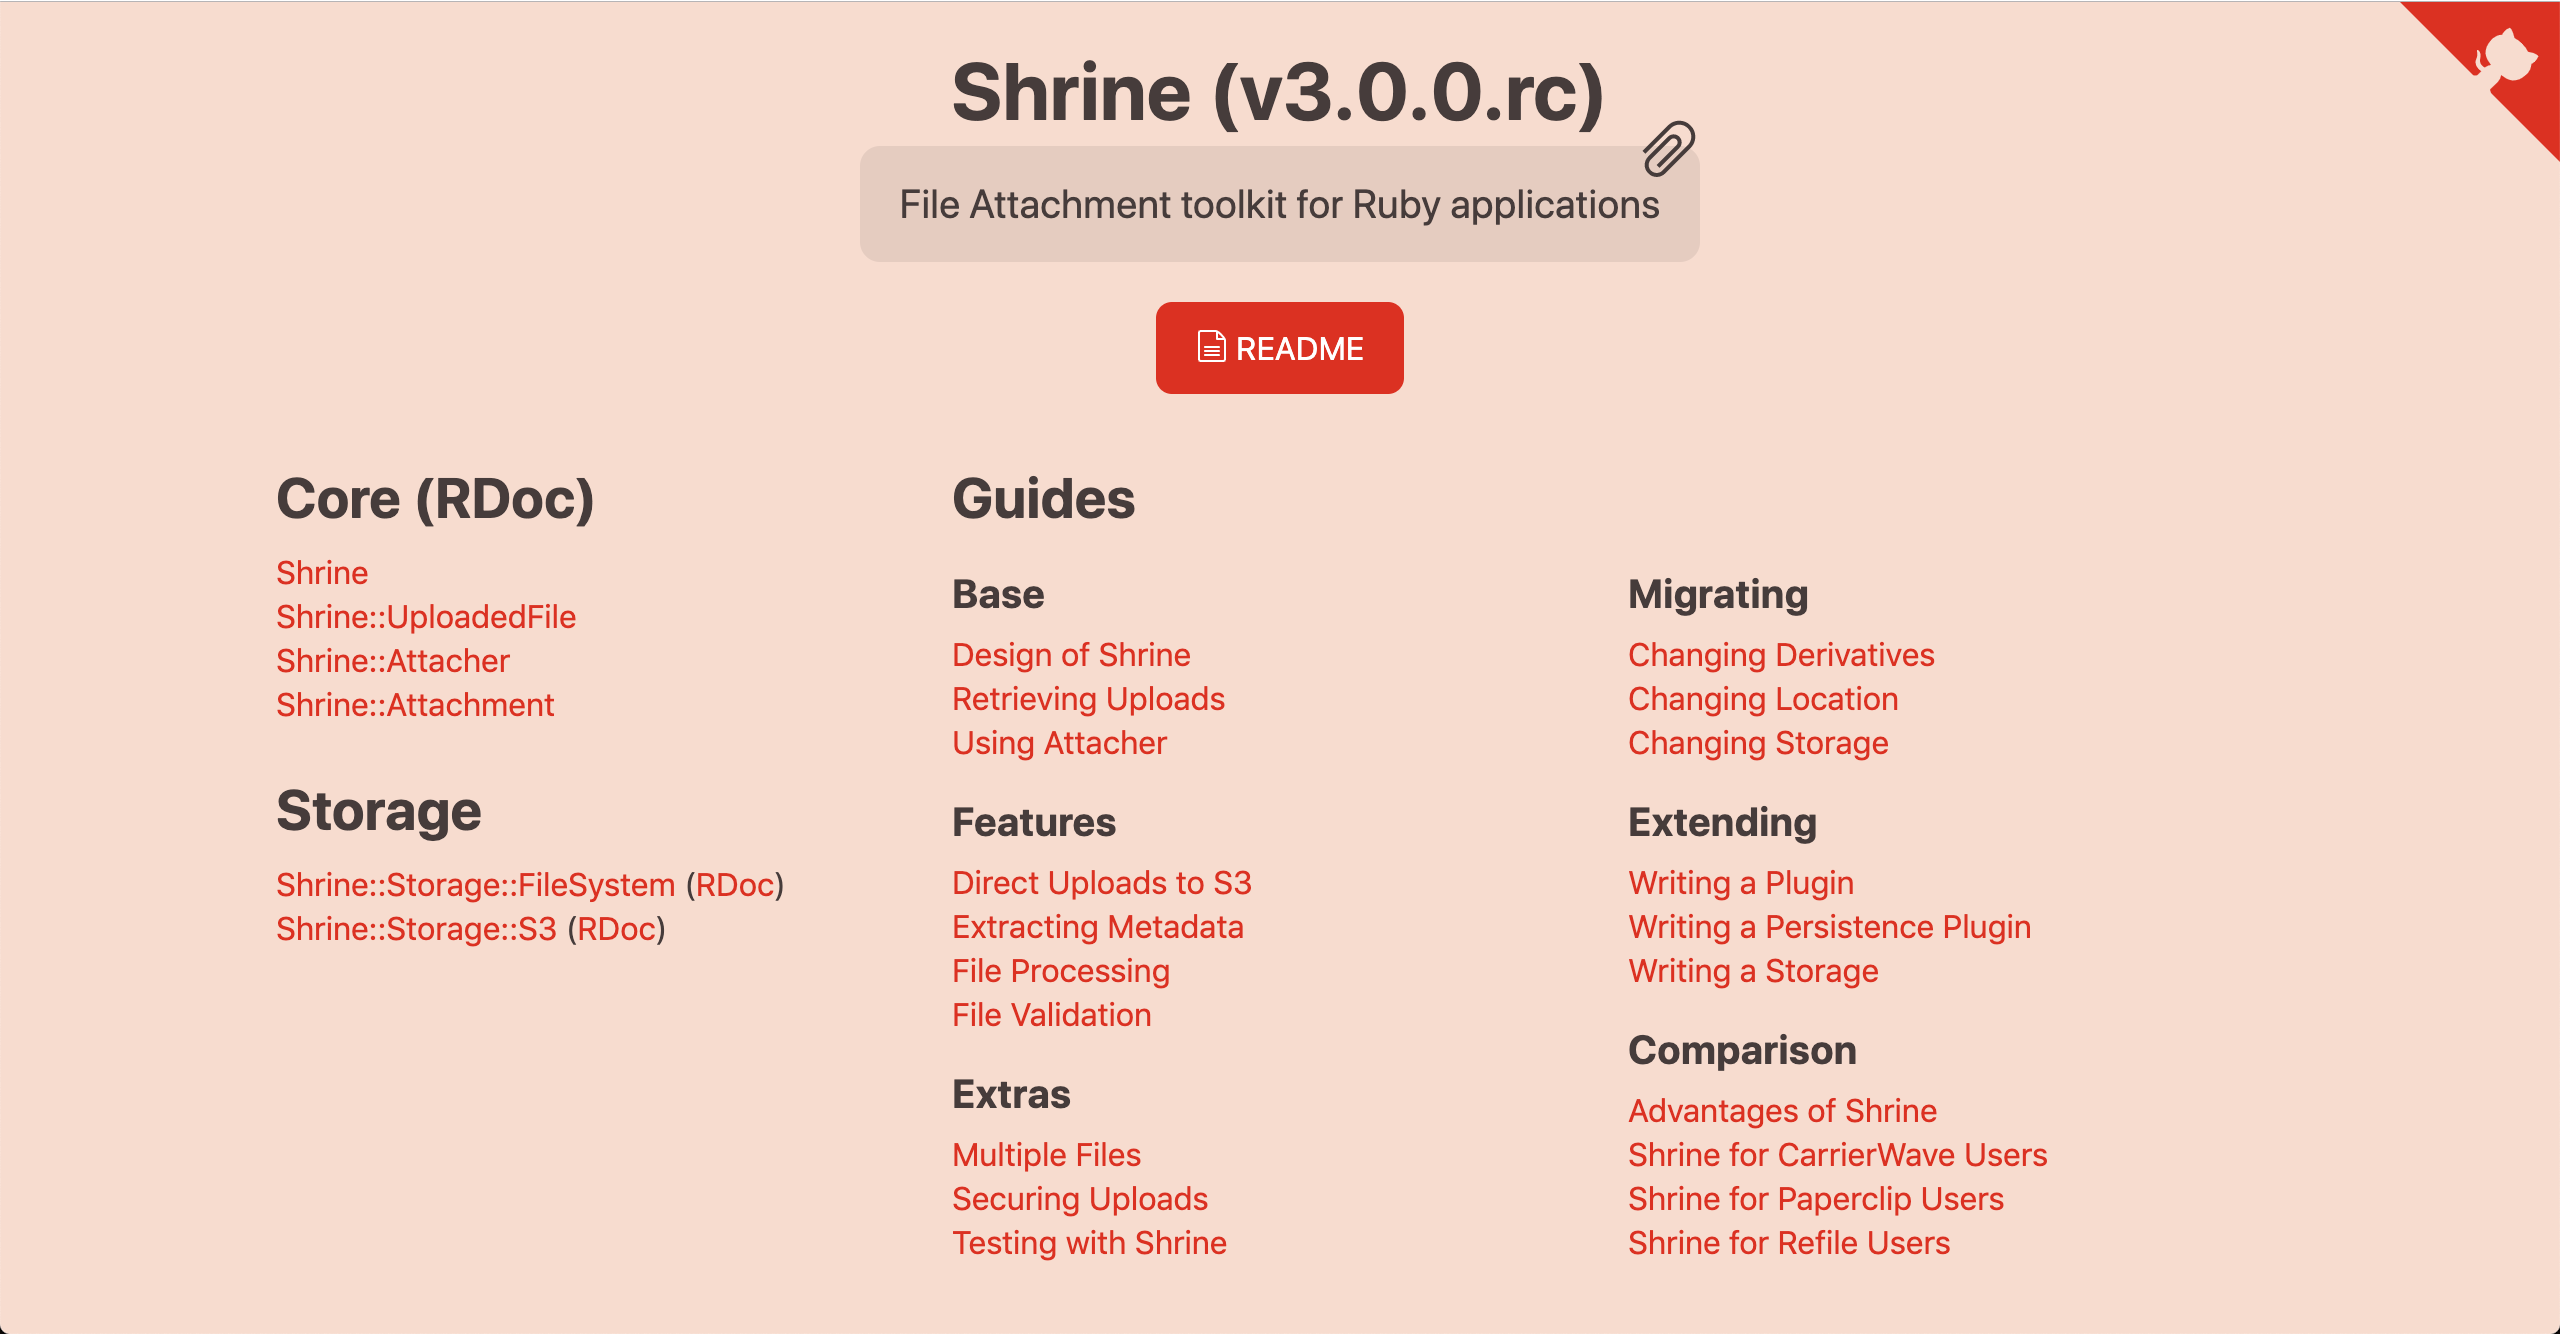 Shrine (v3.0.0.rc)
File Attachment toolkit for Ruby applications
README
Core (RDoc)
Shrine
Shrine::UploadedFile
Shrine::Attacher
Shrine::Attachment
Storage
Shrine::Storage::FileSystem (RDoc)
Shrine::Storage::S3 (RDoc)
Guides
Base
Design of Shrine
Retrieving Uploads
Using Attacher
Features
Direct Uploads to S3
Extracting Metadata
File Processing
File Validation
Extras
Multiple Files
Securing Uploads
Testing with Shrine
Migrating
Changing Derivatives
Changing Location
Changing Storage
Extending
Writing a Plugin
Writing a Persistence Plugin
Writing a Storage
Comparison
Advantages of Shrine
Shrine for CarrierWave Users
Shrine for Paperclip Users
Shrine for Refile Users